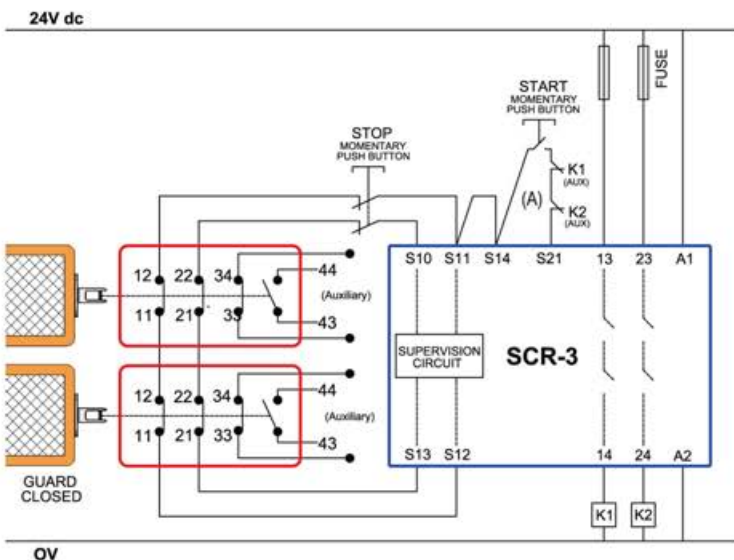 24V dc
START
MOMENTARY
PUSH BUTTON
FUSE
STOP
MOMENTARY
PUSH BUTTON
K1
(AUX)
(A)
K2
(AUX)
12 22 34 44
(Auxiliary)
11 21 33 43
S10 S11 S14 S21 13 23 A1
SUPERVISION
CIRCUIT
SCR-3
12 22 34 44
(Auxiliary)
11 21 33 43
S13 S12 14 24 A2
GUARD
CLOSED
K1 K2
OV